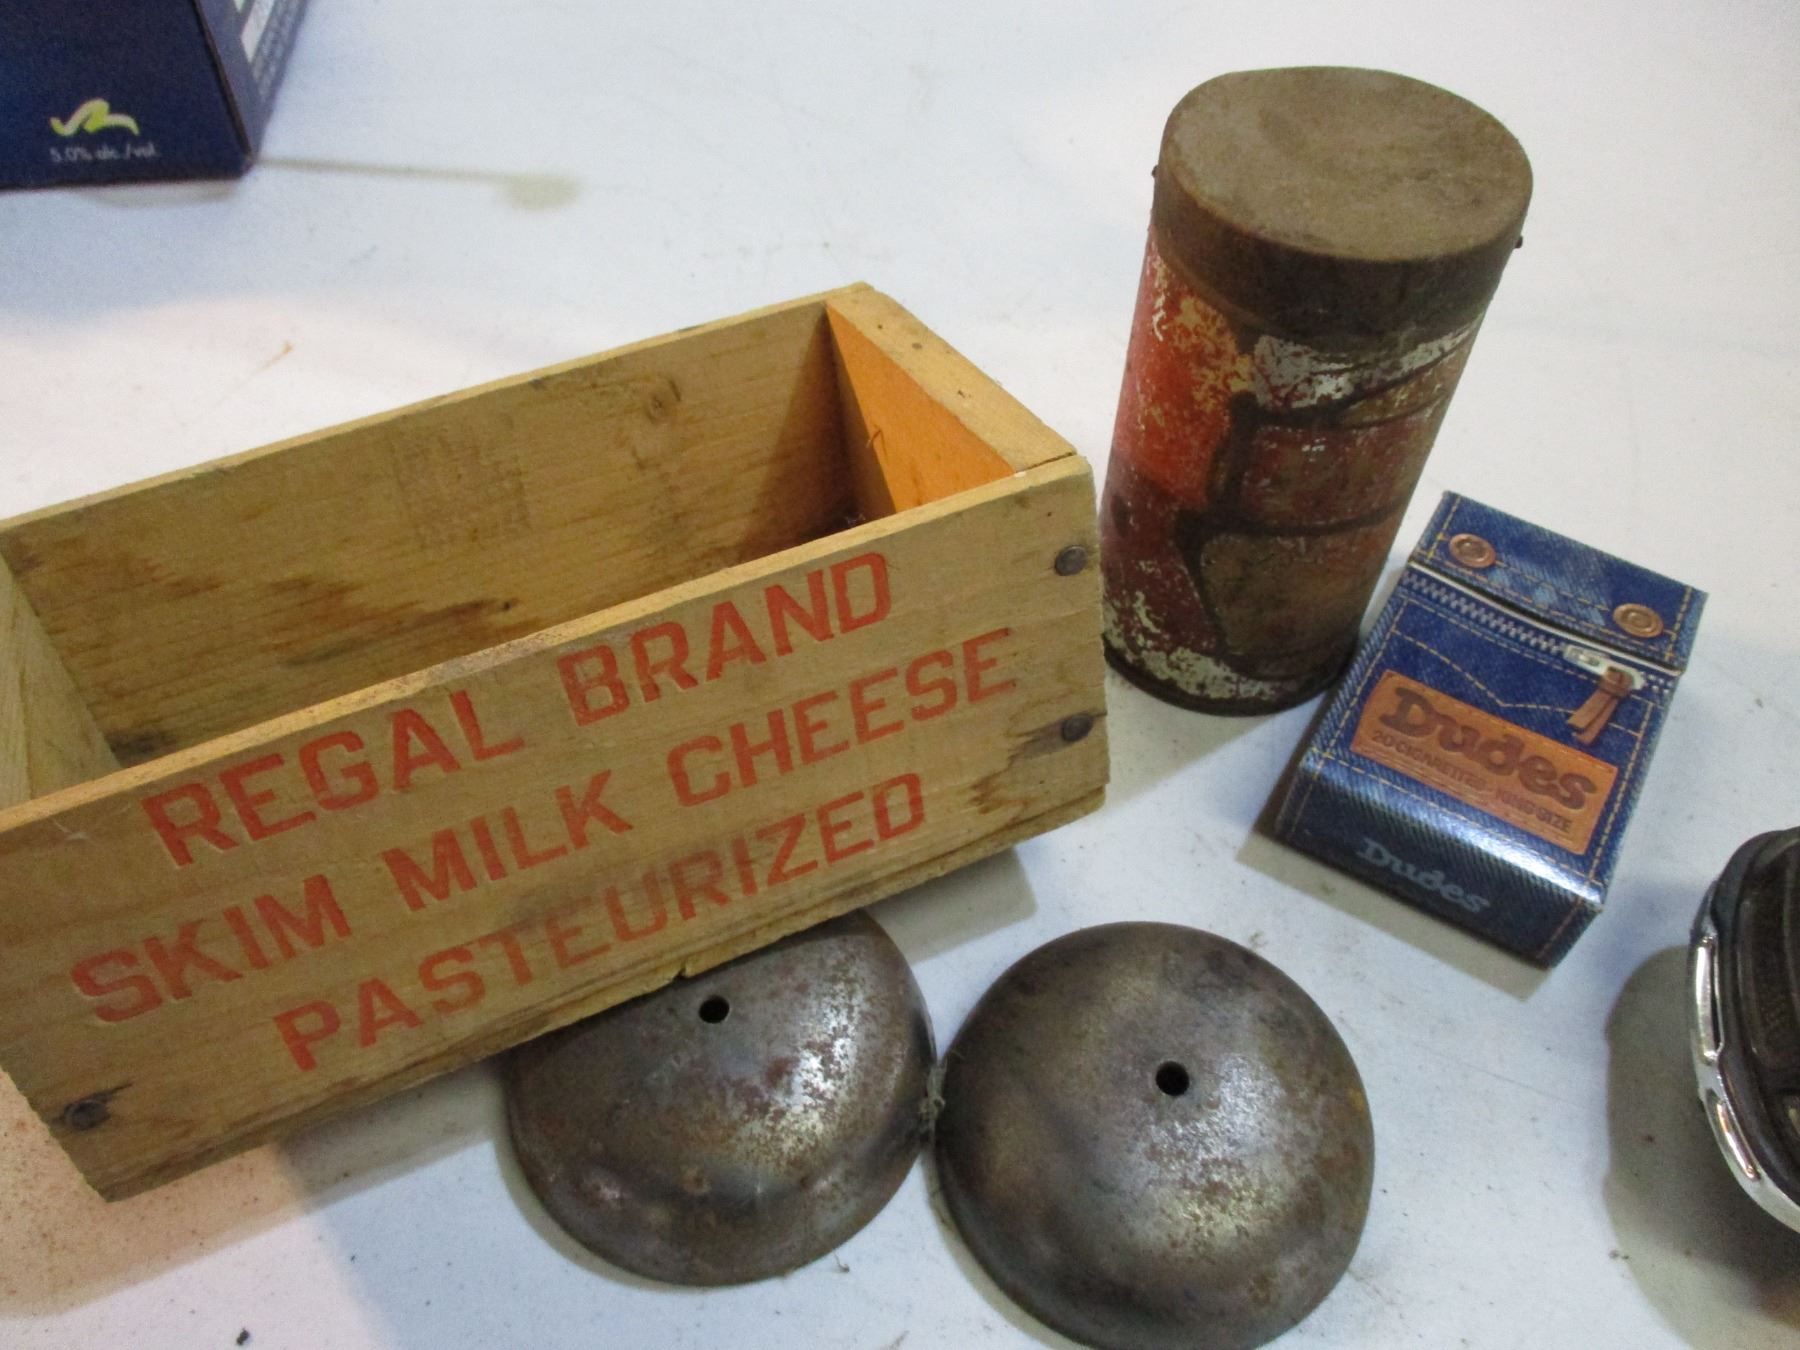 5.0% alc./vol.
REGAL BRAND
SKIM MILK CHEESE
PASTEURIZED
Dudes
20 CIGARETTES · KING SIZE
Dudes